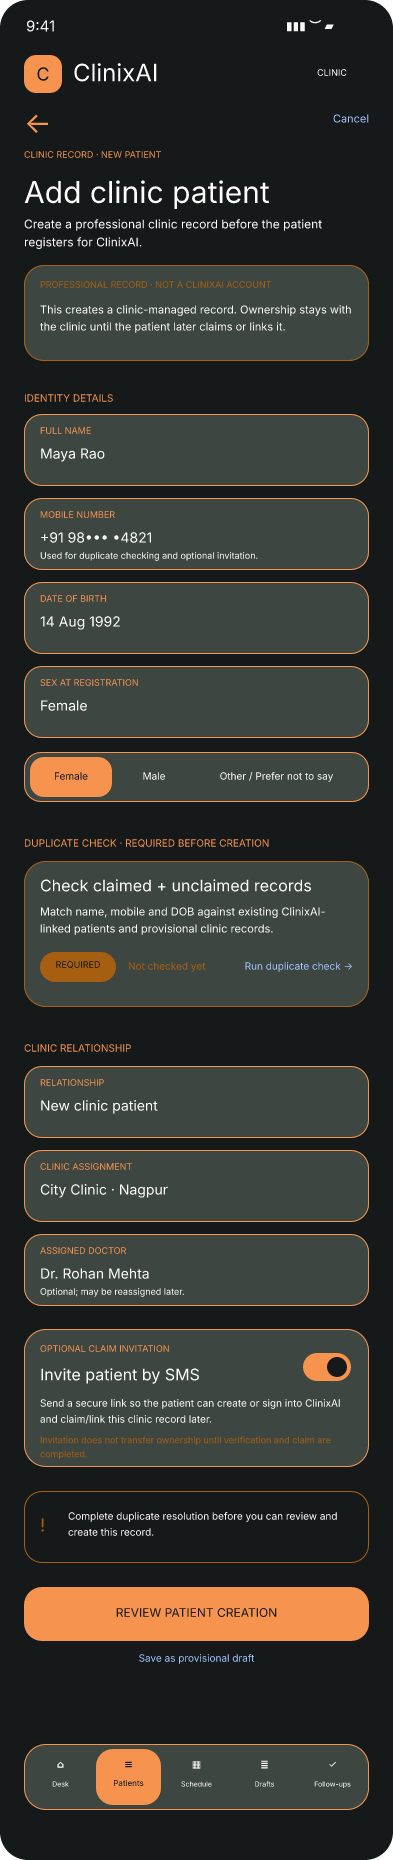 9:41
C ClinixAI CLINIC
← Cancel
CLINIC RECORD · NEW PATIENT
Add clinic patient
Create a professional clinic record before the patient
registers for ClinixAI.
PROFESSIONAL RECORD · NOT A CLINIXAI ACCOUNT
This creates a clinic-managed record. Ownership stays with
the clinic until the patient later claims or links it.
IDENTITY DETAILS
FULL NAME
Maya Rao
MOBILE NUMBER
+91 98••• •4821
Used for duplicate checking and optional invitation.
DATE OF BIRTH
14 Aug 1992
SEX AT REGISTRATION
Female
Female Male Other / Prefer not to say
DUPLICATE CHECK · REQUIRED BEFORE CREATION
Check claimed + unclaimed records
Match name, mobile and DOB against existing ClinixAI-
linked patients and provisional clinic records.
REQUIRED Not checked yet Run duplicate check →
CLINIC RELATIONSHIP
RELATIONSHIP
New clinic patient
CLINIC ASSIGNMENT
City Clinic · Nagpur
ASSIGNED DOCTOR
Dr. Rohan Mehta
Optional; may be reassigned later.
OPTIONAL CLAIM INVITATION
Invite patient by SMS
Send a secure link so the patient can create or sign into ClinixAI
and claim/link this clinic record later.
Invitation does not transfer ownership until verification and claim are
completed.
! Complete duplicate resolution before you can review and
create this record.
REVIEW PATIENT CREATION
Save as provisional draft
Desk Patients Schedule Drafts Follow-ups